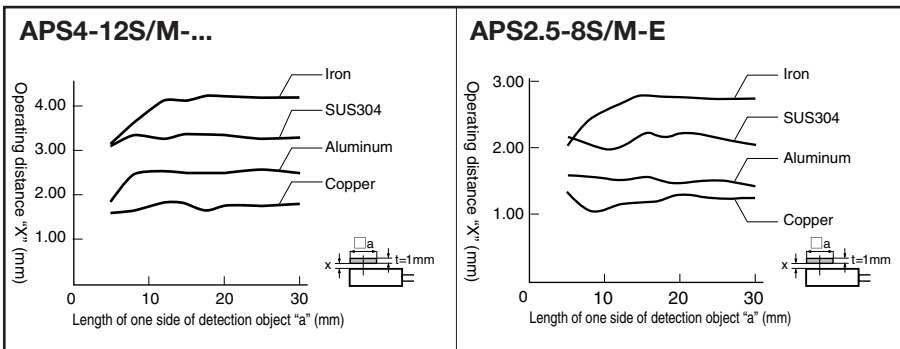 APS4-12S/M-...
Operating distance "X" (mm)
4.00
3.00
2.00
1.00
0
10
20
30
Iron
SUS304
Aluminum
Copper
□a
x
t=1mm
Length of one side of detection object "a" (mm)
APS2.5-8S/M-E
Operating distance "X" (mm)
3.00
2.00
1.00
0
10
20
30
Iron
SUS304
Aluminum
Copper
□a
x
t=1mm
Length of one side of detection object "a" (mm)